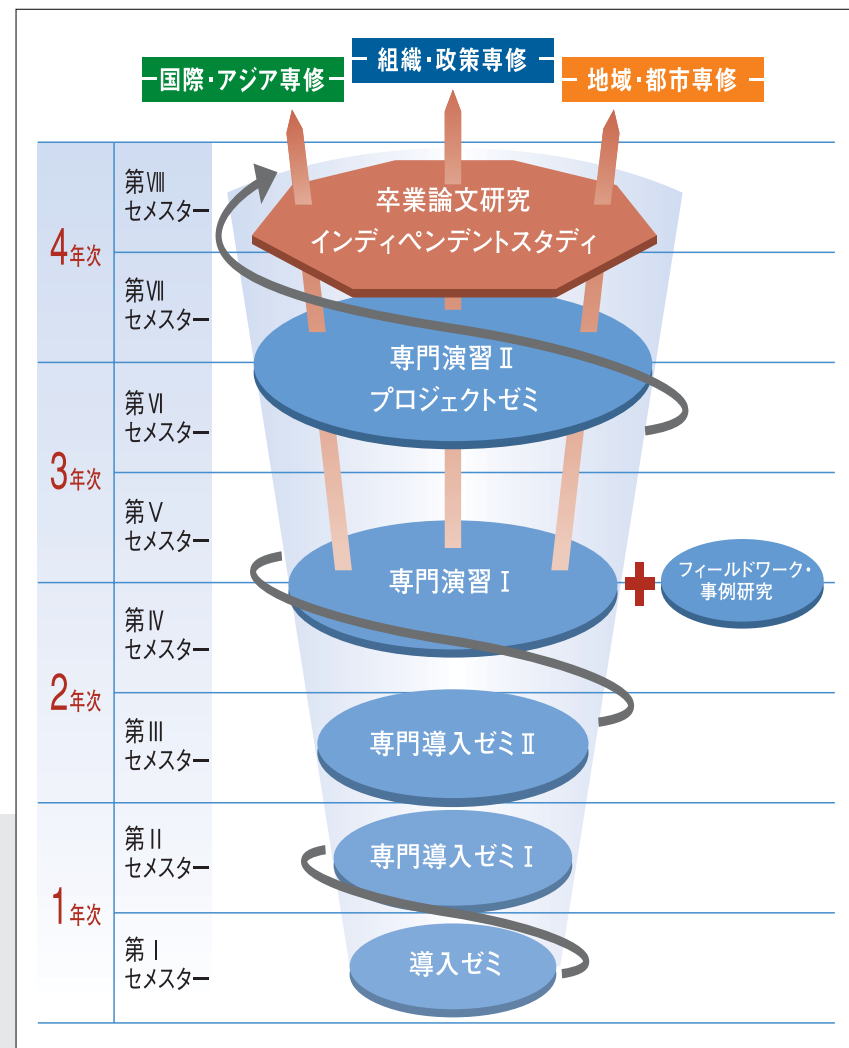 国際・アジア専修
組織・政策専修
地域・都市専修
4年次
第Ⅷ
セメスター
卒業論文研究
インディペンデントスタディ
第Ⅶ
セメスター
専門演習Ⅱ
プロジェクトゼミ
3年次
第Ⅵ
セメスター
第Ⅴ
セメスター
専門演習Ⅰ
フィールドワーク・
事例研究
2年次
第Ⅳ
セメスター
第Ⅲ
セメスター
専門導入ゼミⅡ
1年次
第Ⅱ
セメスター
専門導入ゼミⅠ
第Ⅰ
セメスター
導入ゼミ